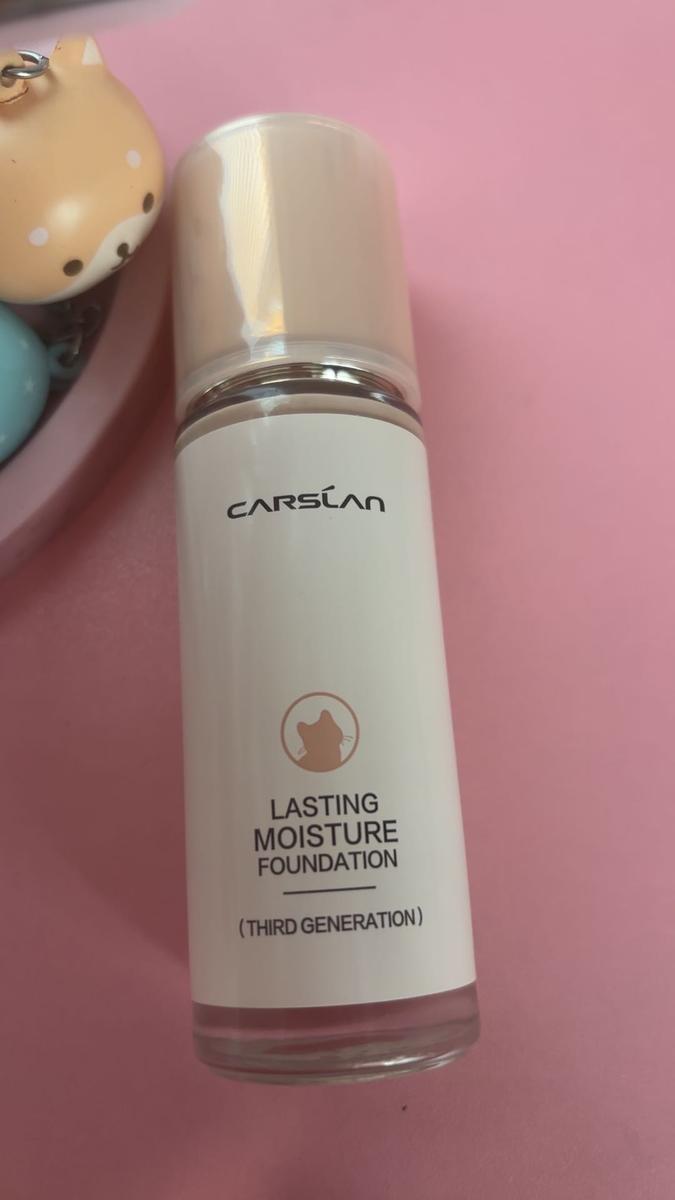 CARSLAN
LASTING
MOISTURE
FOUNDATION
(THIRD GENERATION)